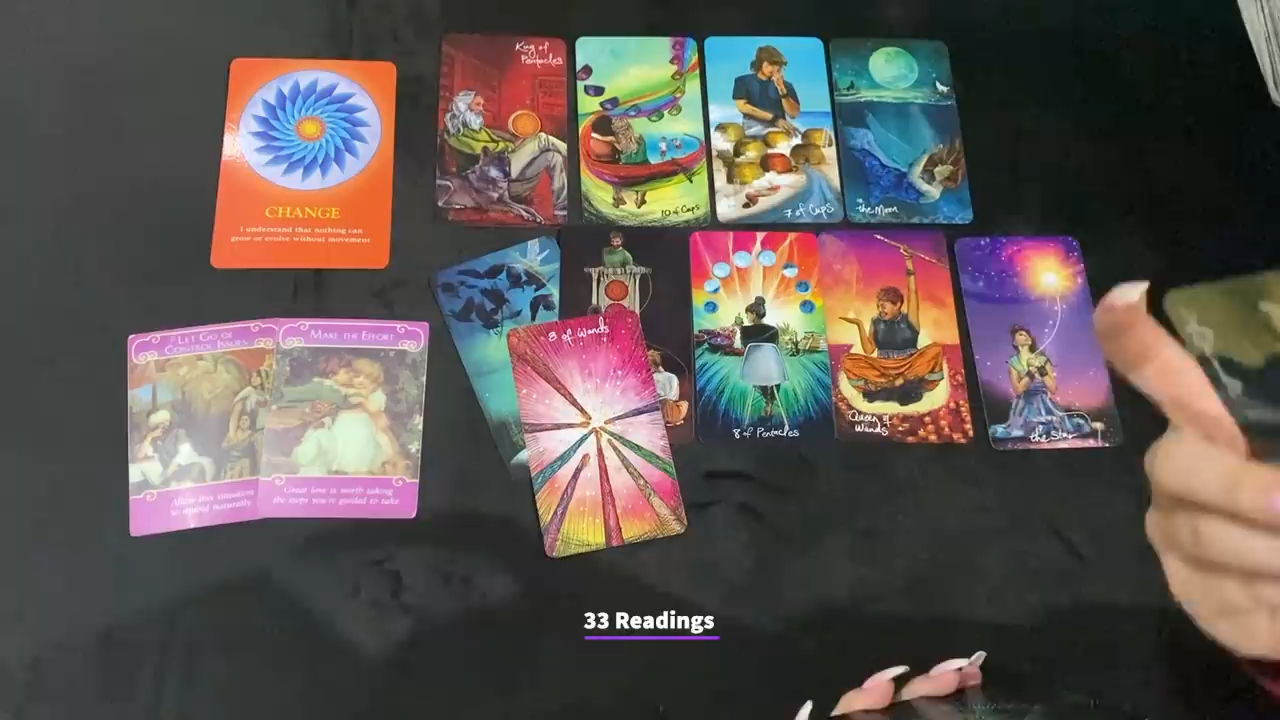 CHANGE
I understand that nothing can
grow or evolve without movement
LET GO OF
CONTROL ISSUES
Allow this situation
to unfold naturally
MAKE THE EFFORT
Great love is worth taking
the steps you're guided to take
King of
Pentacles
10 of Cups
7 of Cups
the Moon
8 of Wands
8 of Pentacles
Queen of
Wands
the Star
33 Readings